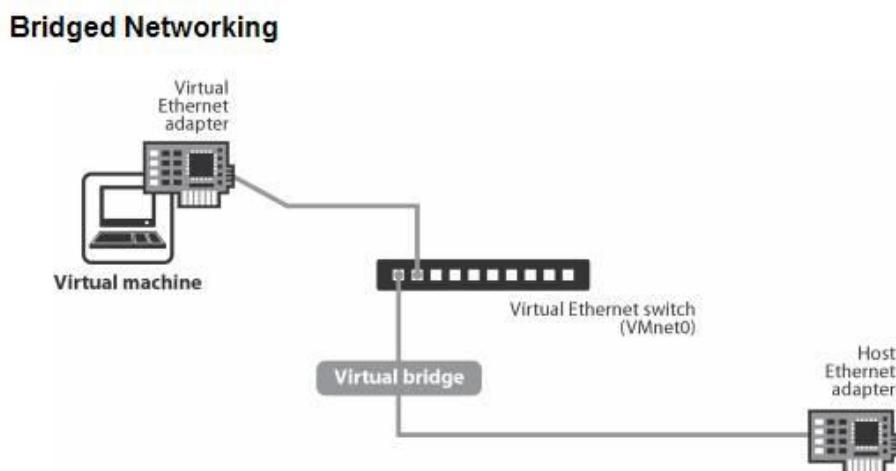 Bridged Networking
Virtual
Ethernet
adapter
Virtual machine
Virtual Ethernet switch
(VMnet0)
Virtual bridge
Host
Ethernet
adapter